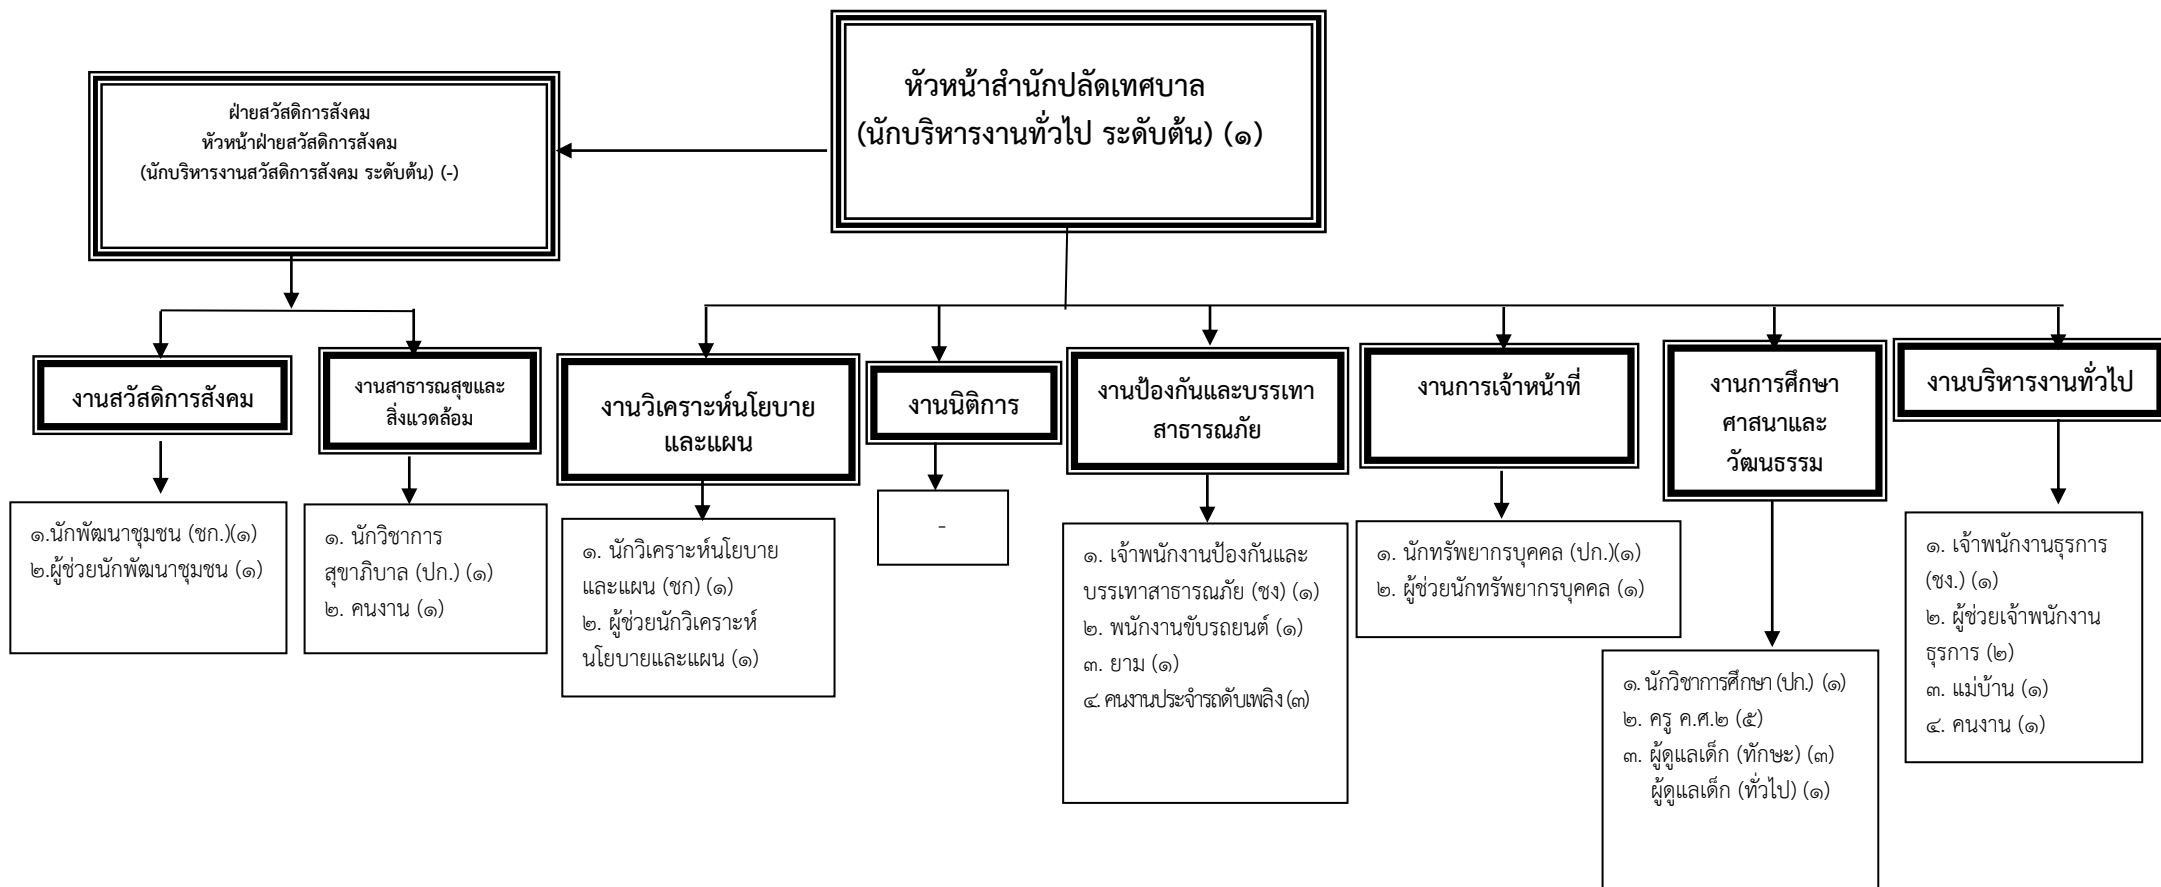 หัวหน้าสำนักปลัดเทศบาล
(นักบริหารงานทั่วไป ระดับต้น) (๑)
ฝ่ายสวัสดิการสังคม
หัวหน้าฝ่ายสวัสดิการสังคม
(นักบริหารงานสวัสดิการสังคม ระดับต้น) (-)
งานสวัสดิการสังคม
งานสาธารณสุขและ
สิ่งแวดล้อม
งานวิเคราะห์นโยบาย
และแผน
งานนิติการ
งานป้องกันและบรรเทา
สาธารณภัย
งานการเจ้าหน้าที่
งานการศึกษา
ศาสนาและ
วัฒนธรรม
งานบริหารงานทั่วไป
๑.นักพัฒนาชุมชน (ชก.)(๑)
๒.ผู้ช่วยนักพัฒนาชุมชน (๑)
๑. นักวิชาการ
สุขาภิบาล (ปก.) (๑)
๒. คนงาน (๑)
๑. นักวิเคราะห์นโยบาย
และแผน (ชก) (๑)
๒. ผู้ช่วยนักวิเคราะห์
นโยบายและแผน (๑)
-
๑. เจ้าพนักงานป้องกันและ
บรรเทาสาธารณภัย (ชง) (๑)
๒. พนักงานขับรถยนต์ (๑)
๓. ยาม (๑)
๔. คนงานประจำรถดับเพลิง (๓)
๑. นักทรัพยากรบุคคล (ปก.)(๑)
๒. ผู้ช่วยนักทรัพยากรบุคคล (๑)
๑. นักวิชาการศึกษา (ปก.) (๑)
๒. ครู ค.ศ.๒ (๕)
๓. ผู้ดูแลเด็ก (ทักษะ) (๓)
ผู้ดูแลเด็ก (ทั่วไป) (๑)
๑. เจ้าพนักงานธุรการ
(ชง.) (๑)
๒. ผู้ช่วยเจ้าพนักงาน
ธุรการ (๒)
๓. แม่บ้าน (๑)
๔. คนงาน (๑)